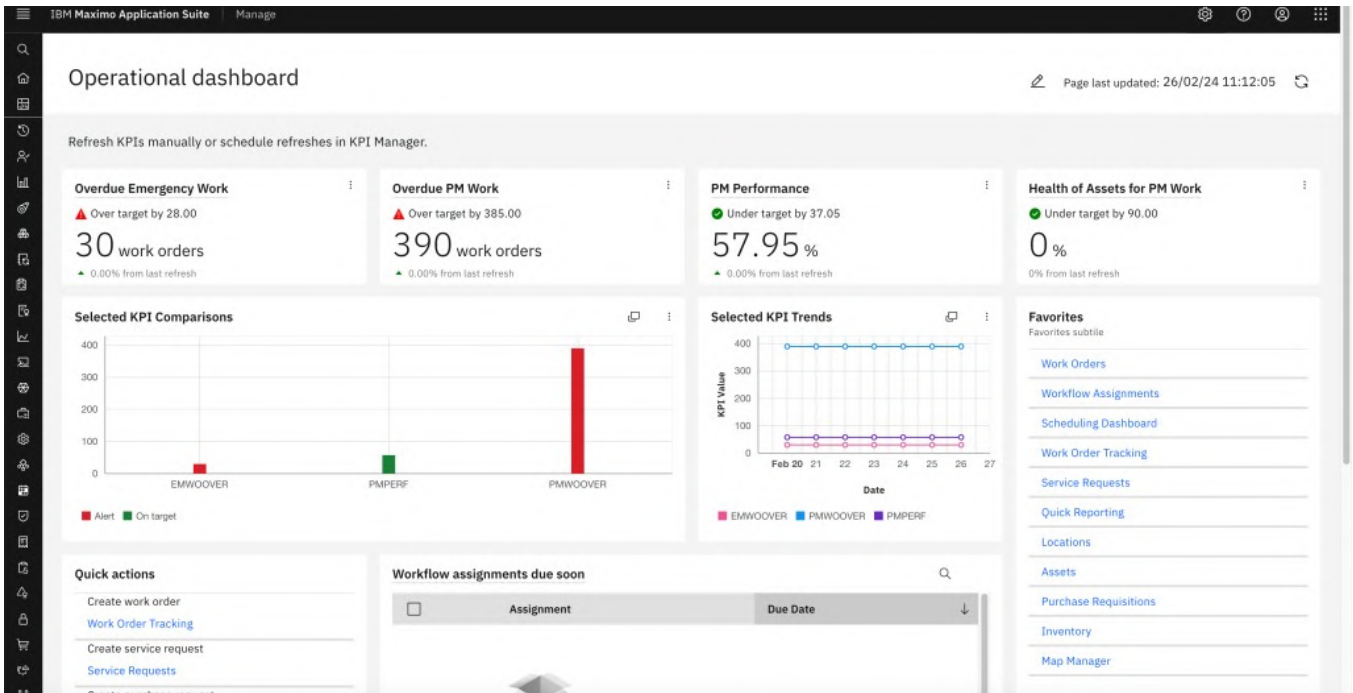 IBM Maximo Application Suite Manage
Operational dashboard
Page last updated: 26/02/24 11:12:05
Refresh KPIs manually or schedule refreshes in KPI Manager.
Overdue Emergency Work
Over target by 28.00
30 work orders
0.00% from last refresh
Overdue PM Work
Over target by 385.00
390 work orders
0.00% from last refresh
PM Performance
Under target by 37.05
57.95 %
0.00% from last refresh
Health of Assets for PM Work
Under target by 90.00
0 %
0% from last refresh
Selected KPI Comparisons
400
300
200
100
0
EMWOOVER PMPERF PMWOOVER
Alert On target
Selected KPI Trends
KPI Value
400
300
200
100
0
Feb 20 21 22 23 24 25 26 27
Date
EMWOOVER PMWOOVER PMPERF
Favorites
Favorites subtile
Work Orders
Workflow Assignments
Scheduling Dashboard
Work Order Tracking
Service Requests
Quick Reporting
Locations
Assets
Purchase Requisitions
Inventory
Map Manager
Quick actions
Create work order
Work Order Tracking
Create service request
Service Requests
Workflow assignments due soon
Assignment Due Date